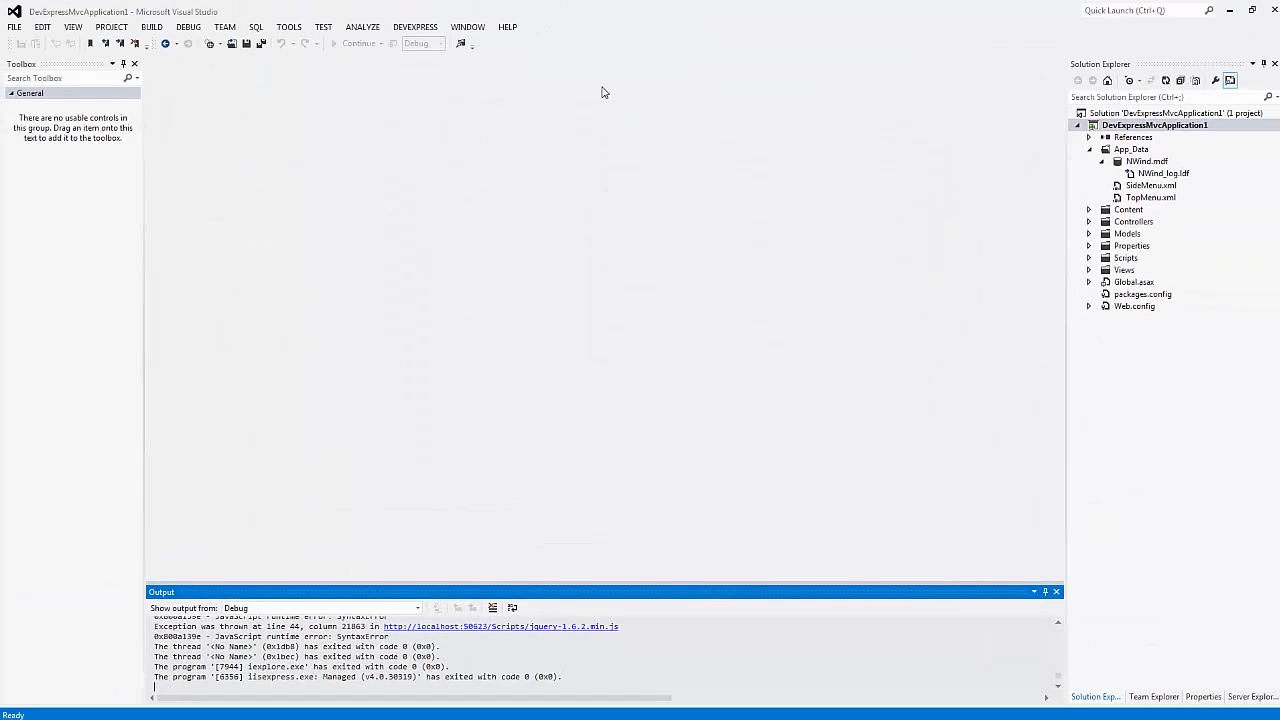 DevExpressMvcApplication1 - Microsoft Visual Studio
Quick Launch (Ctrl+Q)
FILE EDIT VIEW PROJECT BUILD DEBUG TEAM SQL TOOLS TEST ANALYZE DEVEXPRESS WINDOW HELP
Continue Debug
Toolbox
Search Toolbox
General
There are no usable controls in
this group. Drag an item onto this
text to add it to the toolbox.
Solution Explorer
Search Solution Explorer (Ctrl+;)
Solution 'DevExpressMvcApplication1' (1 project)
DevExpressMvcApplication1
References
App_Data
NWind.mdf
NWind_log.ldf
SideMenu.xml
TopMenu.xml
Content
Controllers
Models
Properties
Scripts
Views
Global.asax
packages.config
Web.config
Output
Show output from: Debug
0x800a139e - JavaScript runtime error: SyntaxError
Exception was thrown at line 44, column 21863 in http://localhost:50623/Scripts/jquery-1.6.2.min.js
0x800a139e - JavaScript runtime error: SyntaxError
The thread '<No Name>' (0x1db8) has exited with code 0 (0x0).
The thread '<No Name>' (0x1bec) has exited with code 0 (0x0).
The program '[7944] iexplore.exe' has exited with code 0 (0x0).
The program '[6356] iisexpress.exe: Managed (v4.0.30319)' has exited with code 0 (0x0).
Solution Exp... Team Explorer Properties Server Explor...
Ready